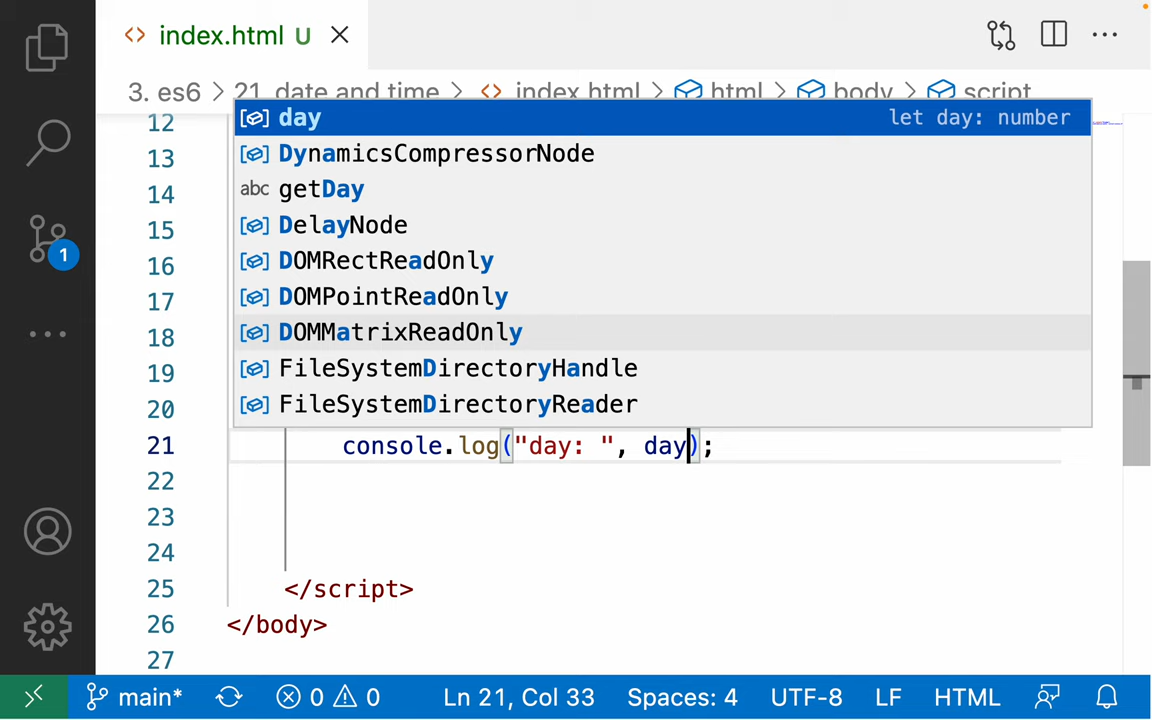 index.html U
3. es6 > 21. date and time > index.html > html > body > script
12
day let day: number
13
DynamicsCompressorNode
14
abc getDay
15
DelayNode
16
DOMRectReadOnly
17
DOMPointReadOnly
18
DOMMatrixReadOnly
19
FileSystemDirectoryHandle
20
FileSystemDirectoryReader
21 console.log("day: ", day);
22
23
24
25 </script>
26 </body>
27
1
main* 0 0 Ln 21, Col 33 Spaces: 4 UTF-8 LF HTML